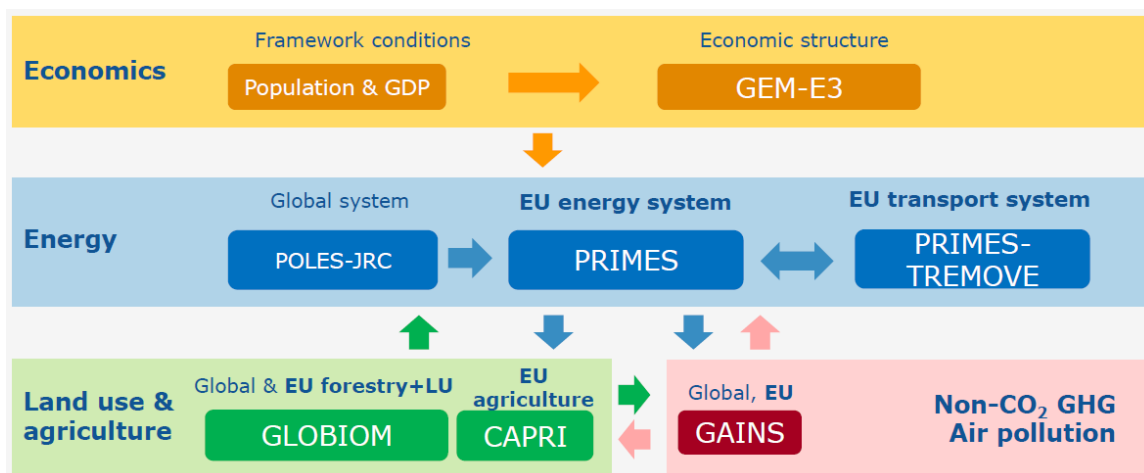 Framework conditions
Economic structure
Economics
Population & GDP
GEM-E3
Global system
EU energy system
EU transport system
Energy
POLES-JRC
PRIMES
PRIMES-
TREMOVE
Land use &
agriculture
Global & EU forestry+LU
EU
agriculture
GLOBIOM
CAPRI
Global, EU
GAINS
Non-CO₂ GHG
Air pollution